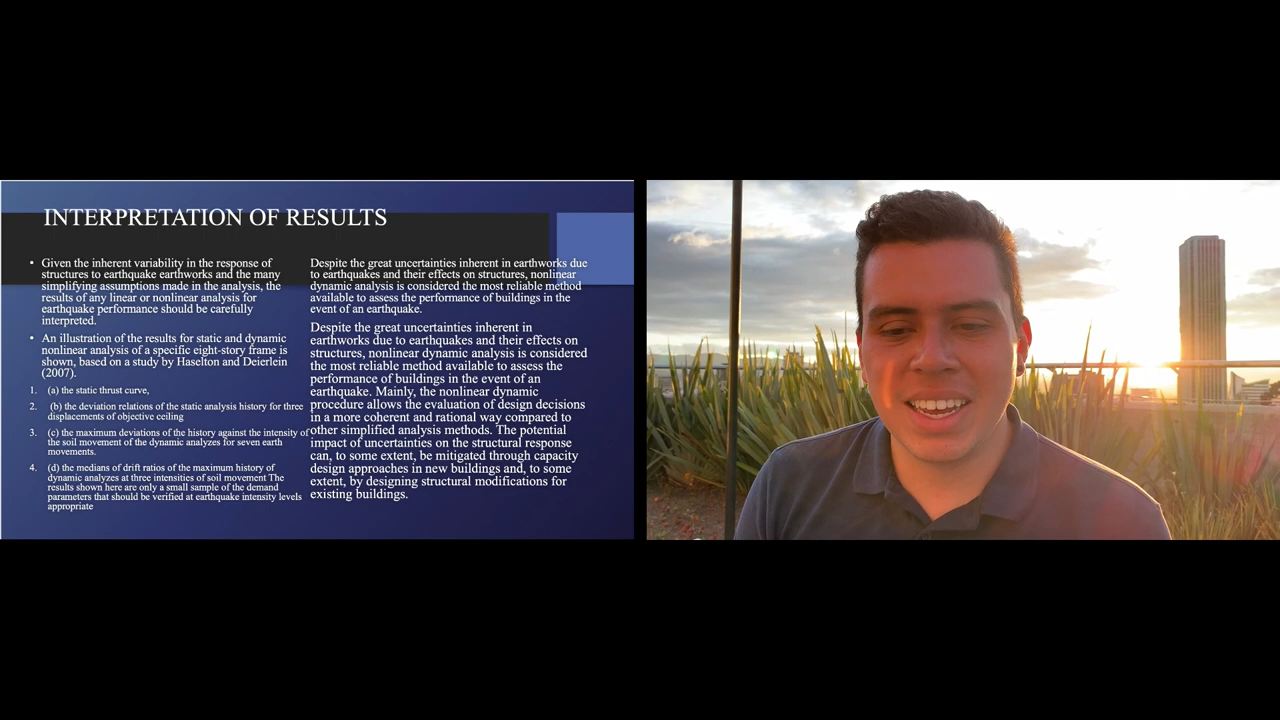 INTERPRETATION OF RESULTS
• Given the inherent variability in the response of
structures to earthquake earthworks and the many
simplifying assumptions made in the analysis, the
results of any linear or nonlinear analysis for
earthquake performance should be carefully
interpreted.
• An illustration of the results for static and dynamic
nonlinear analysis of a specific eight-story frame is
shown, based on a study by Haselton and Deierlein
(2007).
1. (a) the static thrust curve,
2. (b) the deviation relations of the static analysis history for three
displacements of objective ceiling
3. (c) the maximum deviations of the history against the intensity of
the soil movement of the dynamic analyzes for seven earth
movements.
4. (d) the medians of drift ratios of the maximum history of
dynamic analyzes at three intensities of soil movement The
results shown here are only a small sample of the demand
parameters that should be verified at earthquake intensity levels
appropriate
Despite the great uncertainties inherent in earthworks due
to earthquakes and their effects on structures, nonlinear
dynamic analysis is considered the most reliable method
available to assess the performance of buildings in the
event of an earthquake.
Despite the great uncertainties inherent in
earthworks due to earthquakes and their effects on
structures, nonlinear dynamic analysis is considered
the most reliable method available to assess the
performance of buildings in the event of an
earthquake. Mainly, the nonlinear dynamic
procedure allows the evaluation of design decisions
in a more coherent and rational way compared to
other simplified analysis methods. The potential
impact of uncertainties on the structural response
can, to some extent, be mitigated through capacity
design approaches in new buildings and, to some
extent, by designing structural modifications for
existing buildings.